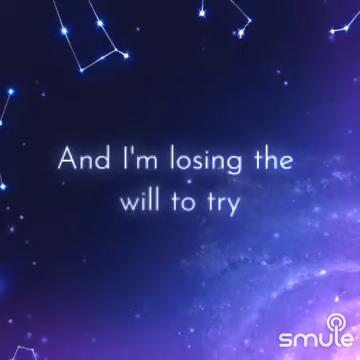 And I'm losing the
will to try
smule